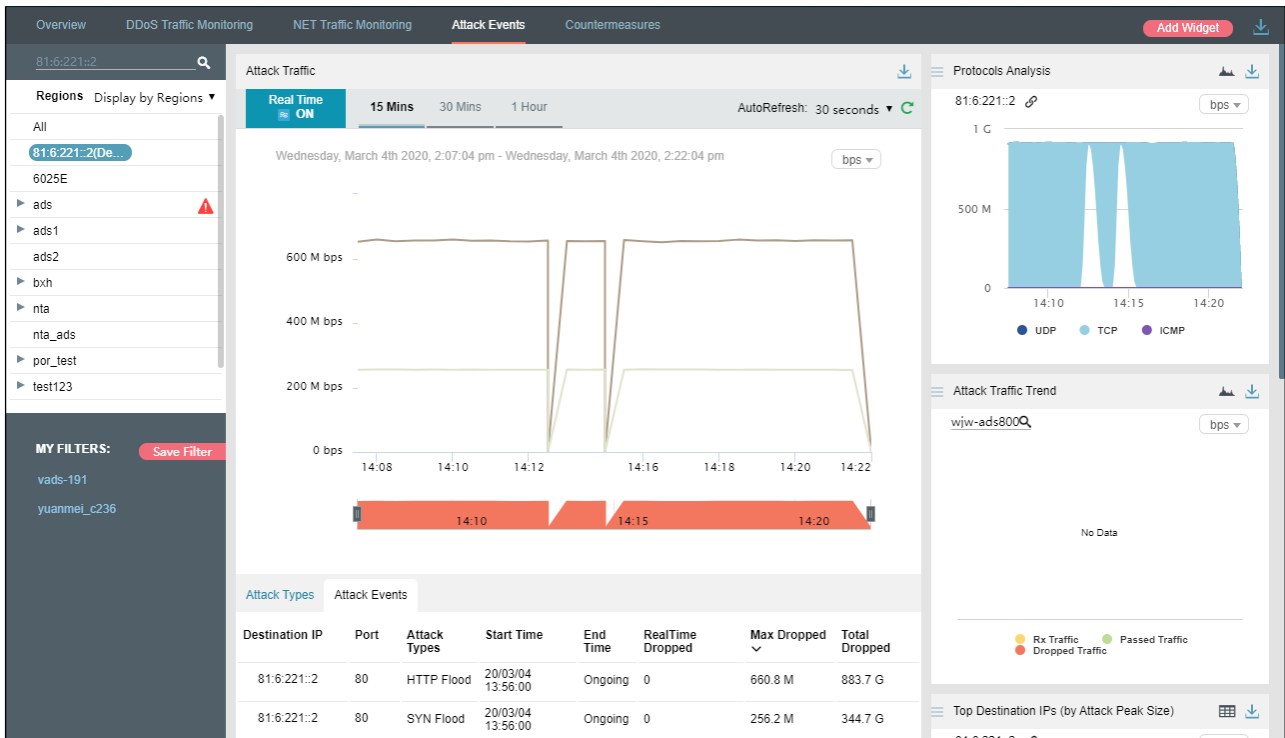 Overview DDoS Traffic Monitoring NET Traffic Monitoring Attack Events Countermeasures Add Widget
81:6:221::2
Regions Display by Regions ▼
All
81:6:221::2(De...
6025E
ads
ads1
ads2
bxh
nta
nta_ads
por_test
test123
MY FILTERS: Save Filter
vads-191
yuanmei_c236
Attack Traffic
Real Time
ON
15 Mins 30 Mins 1 Hour AutoRefresh: 30 seconds ▼
Wednesday, March 4th 2020, 2:07:04 pm - Wednesday, March 4th 2020, 2:22:04 pm bps
600 M bps
400 M bps
200 M bps
0 bps
14:08 14:10 14:12 14:16 14:18 14:20 14:22
14:10 14:15 14:20
Attack Types Attack Events
Destination IP Port Attack Types Start Time End Time RealTime Dropped Max Dropped Total Dropped
81:6:221::2 80 HTTP Flood 20/03/04 13:56:00 Ongoing 0 660.8 M 883.7 G
81:6:221::2 80 SYN Flood 20/03/04 13:56:00 Ongoing 0 256.2 M 344.7 G
Protocols Analysis
81:6:221::2 bps
1 G
500 M
0
14:10 14:15 14:20
UDP TCP ICMP
Attack Traffic Trend
wjw-ads800 bps
No Data
Rx Traffic Passed Traffic
Dropped Traffic
Top Destination IPs (by Attack Peak Size)